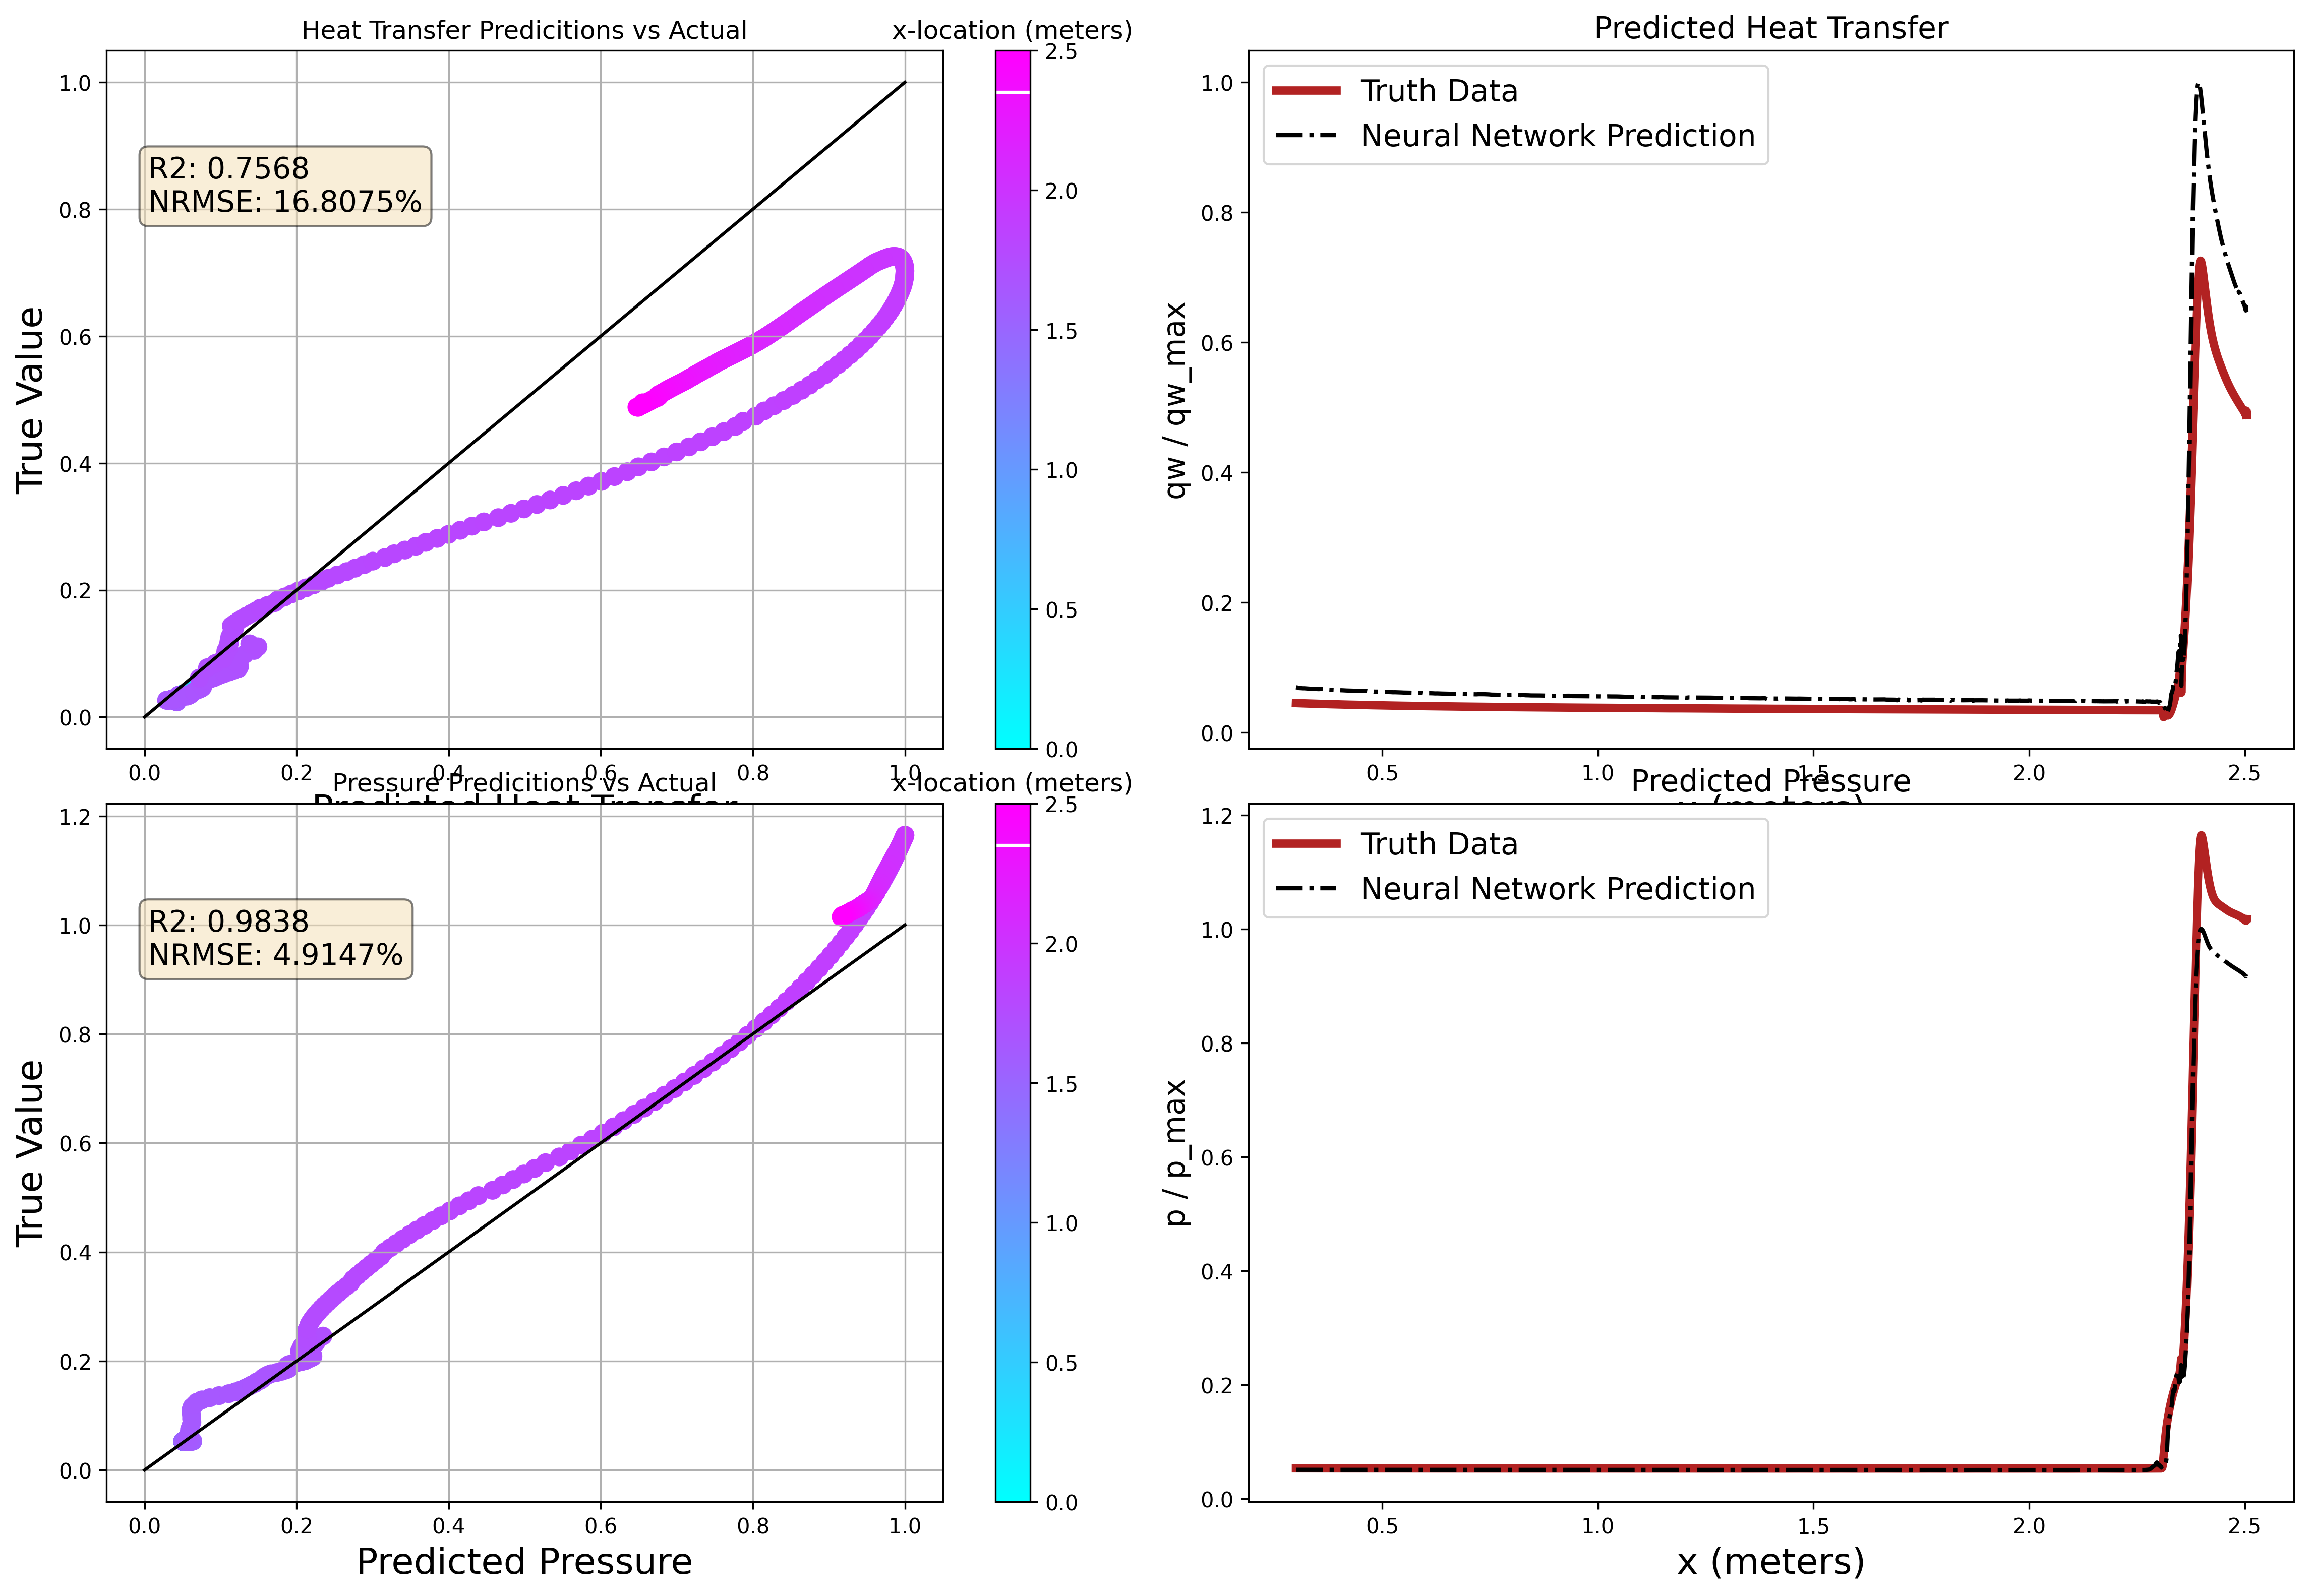 Heat Transfer Predicitions vs Actual
x-location (meters)
True Value
1.0
0.8
0.6
0.4
0.2
0.0
R2: 0.7568
NRMSE: 16.8075%
0.0
0.2
0.4
0.6
0.8
1.0
Predicted Heat Transfer
2.5
2.0
1.5
1.0
0.5
0.0
Predicted Heat Transfer
qw / qw_max
1.0
0.8
0.6
0.4
0.2
0.0
Truth Data
Neural Network Prediction
0.5
1.0
1.5
2.0
2.5
x (meters)
Pressure Predicitions vs Actual
x-location (meters)
True Value
1.2
1.0
0.8
0.6
0.4
0.2
0.0
R2: 0.9838
NRMSE: 4.9147%
0.0
0.2
0.4
0.6
0.8
1.0
Predicted Pressure
2.5
2.0
1.5
1.0
0.5
0.0
Predicted Pressure
p / p_max
1.2
1.0
0.8
0.6
0.4
0.2
0.0
Truth Data
Neural Network Prediction
0.5
1.0
1.5
2.0
2.5
x (meters)